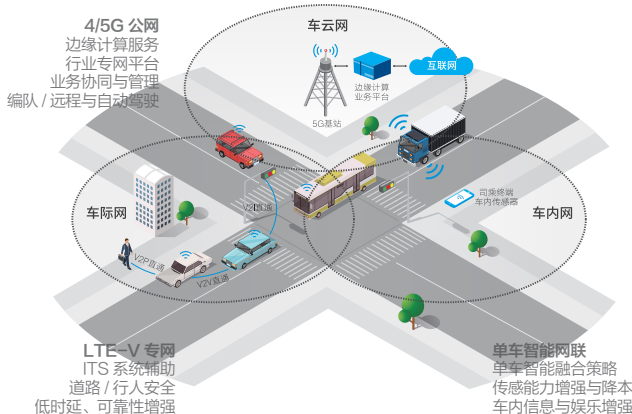 4/5G 公网
边缘计算服务
行业专网平台
业务协同与管理
编队 / 远程与自动驾驶
车云网
互联网
边缘计算
业务平台
5G基站
车际网
V2I直通
司乘终端
车内传感器
车内网
V2P直通
V2V直通
LTE-V 专网
ITS 系统辅助
道路 / 行人安全
低时延、可靠性增强
单车智能网联
单车智能融合策略
传感能力增强与降本
车内信息与娱乐增强